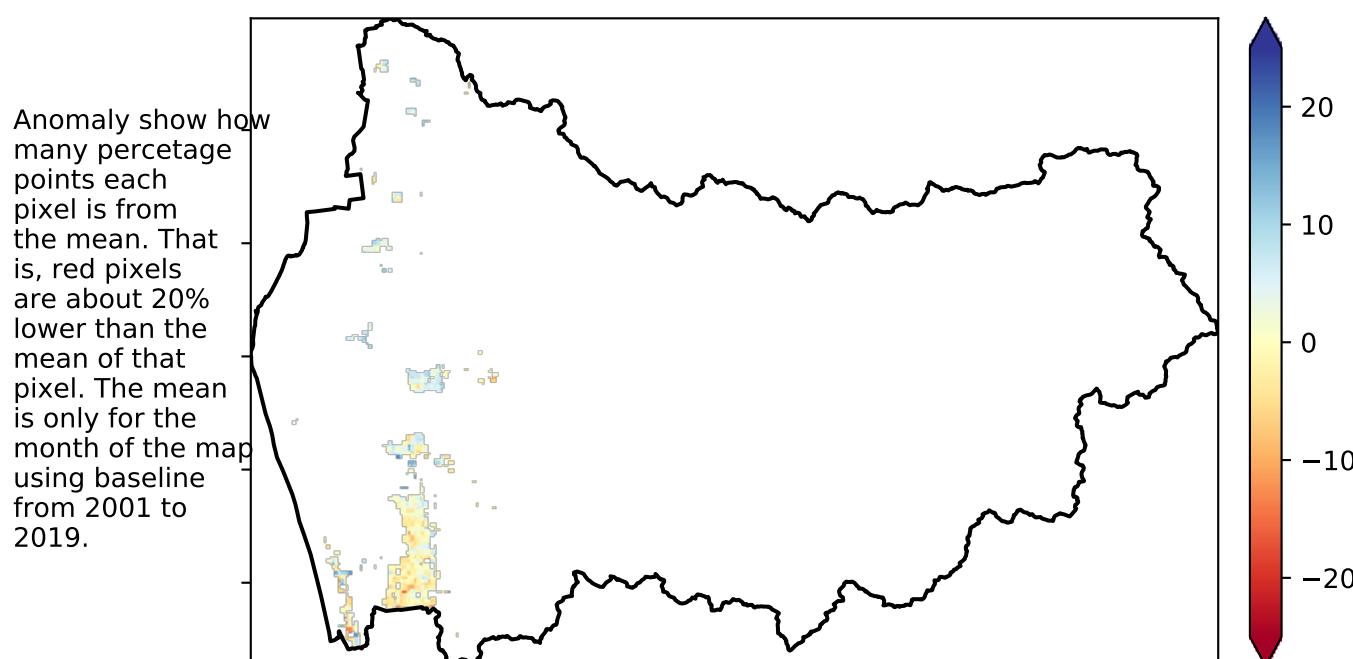 Anomaly show how
many percetage
points each
pixel is from
the mean. That
is, red pixels
are about 20%
lower than the
mean of that
pixel. The mean
is only for the
month of the map
using baseline
from 2001 to
2019.
20
10
0
−10
−20